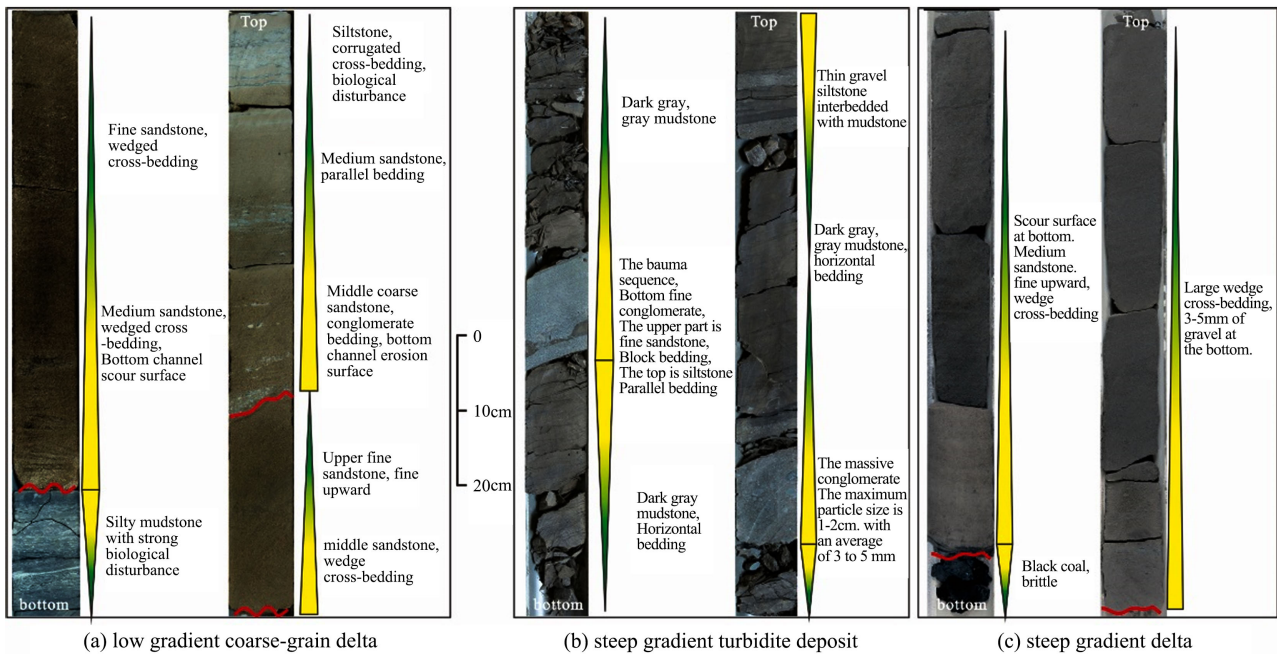 Fine sandstone,
wedged
cross-bedding
Medium sandstone,
wedged cross
-bedding,
Bottom channel
scour surface
Silty mudstone
with strong
biological
disturbance
bottom
Top
Siltstone,
corrugated
cross-bedding,
biological
disturbance
Medium sandstone,
parallel bedding
Middle coarse
sandstone,
conglomerate
bedding, bottom
channel erosion
surface
Upper fine
sandstone, fine
upward
middle sandstone,
wedge
cross-bedding
(a) low gradient coarse-grain delta
0
10cm
20cm
Dark gray,
gray mudstone
The bauma
sequence,
Bottom fine
conglomerate,
The upper part is
fine sandstone,
Block bedding,
The top is siltstone
Parallel bedding
Dark gray
mudstone,
Horizontal
bedding
bottom
Top
Thin gravel
siltstone
interbedded
with mudstone
Dark gray,
gray mudstone,
horizontal
bedding
The massive
conglomerate
The maximum
particle size is
1-2cm. with
an average
of 3 to 5 mm
(b) steep gradient turbidite deposit
Scour surface
at bottom.
Medium
sandstone.
fine upward,
wedge
cross-bedding
Black coal,
brittle
bottom
Top
Large wedge
cross-bedding,
3-5mm of
gravel at
the bottom.
(c) steep gradient delta